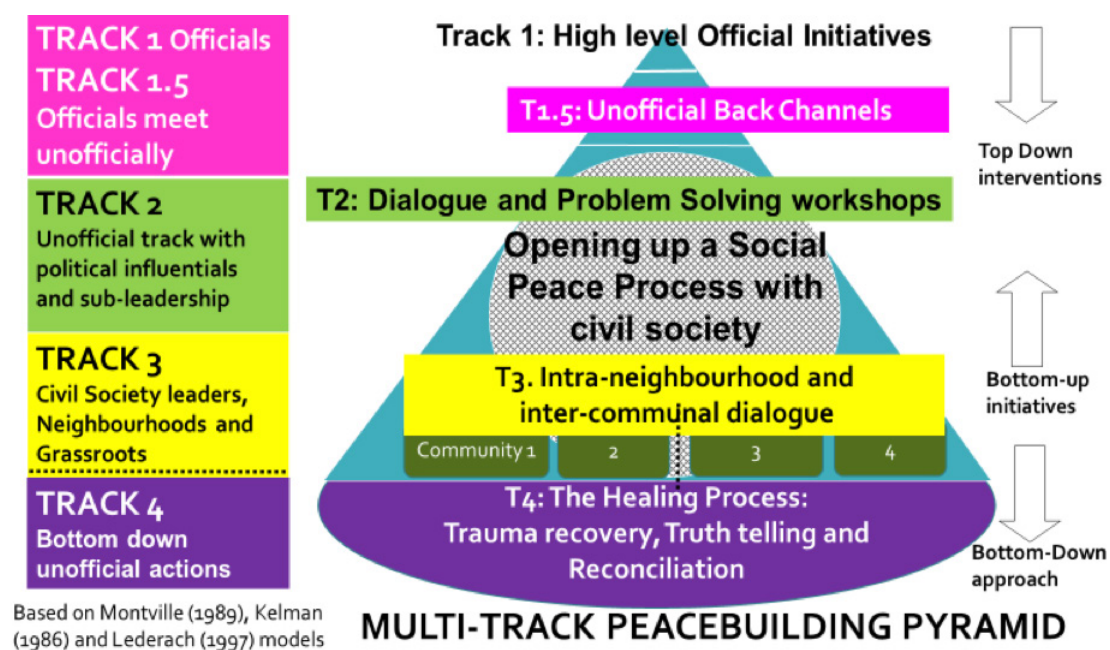 TRACK 1 Officials
TRACK 1.5
Officials meet
unofficially
TRACK 2
Unofficial track with
political influentials
and sub-leadership
TRACK 3
Civil Society leaders,
Neighbourhoods and
Grassroots
TRACK 4
Bottom down
unofficial actions
Based on Montville (1989), Kelman
(1986) and Lederach (1997) models
Track 1: High level Official Initiatives
T1.5: Unofficial Back Channels
T2: Dialogue and Problem Solving workshops
Opening up a Social
Peace Process with
civil society
T3. Intra-neighbourhood and
inter-communal dialogue
Community 1 2 3 4
T4: The Healing Process:
Trauma recovery, Truth telling and
Reconciliation
MULTI-TRACK PEACEBUILDING PYRAMID
Top Down
interventions
Bottom-up
initiatives
Bottom-Down
approach